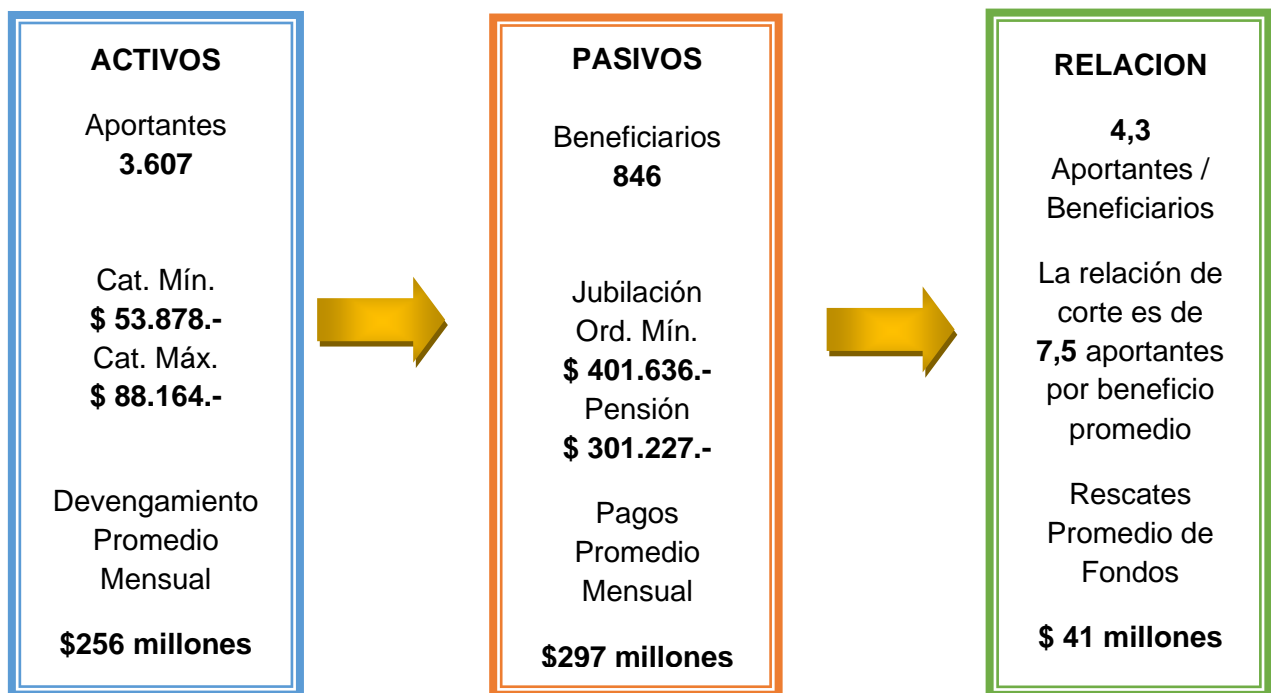 ACTIVOS
Aportantes
3.607
Cat. Mín.
$ 53.878.-
Cat. Máx.
$ 88.164.-
Devengamiento
Promedio
Mensual
$256 millones
PASIVOS
Beneficiarios
846
Jubilación
Ord. Mín.
$ 401.636.-
Pensión
$ 301.227.-
Pagos
Promedio
Mensual
$297 millones
RELACION
4,3
Aportantes /
Beneficiarios
La relación de
corte es de
7,5 aportantes
por beneficio
promedio
Rescates
Promedio de
Fondos
$ 41 millones